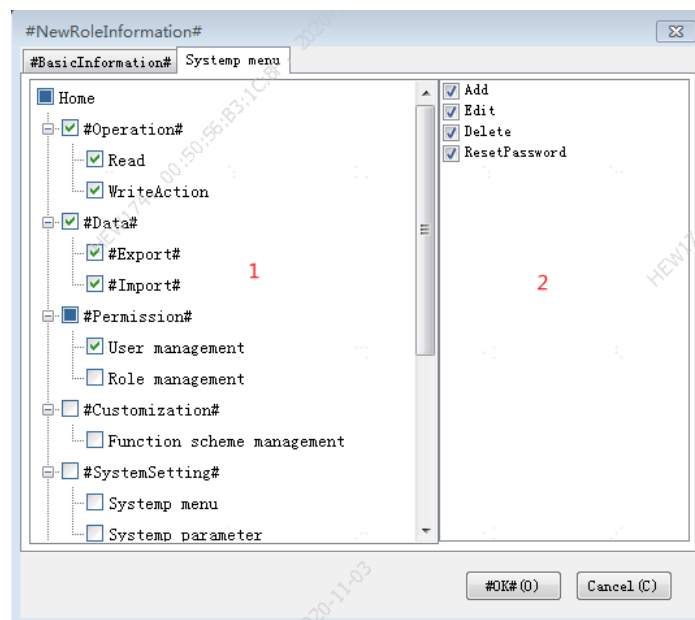 #NewRoleInformation#
#BasicInformation# Systemp menu
Home
#Operation#
Read
WriteAction
#Data#
#Export#
#Import#
#Permission#
User management
Role management
#Customization#
Function scheme management
#SystemSetting#
Systemp menu
Systemp parameter
1
Add
Edit
Delete
ResetPassword
2
#OK#(O) Cancel(C)